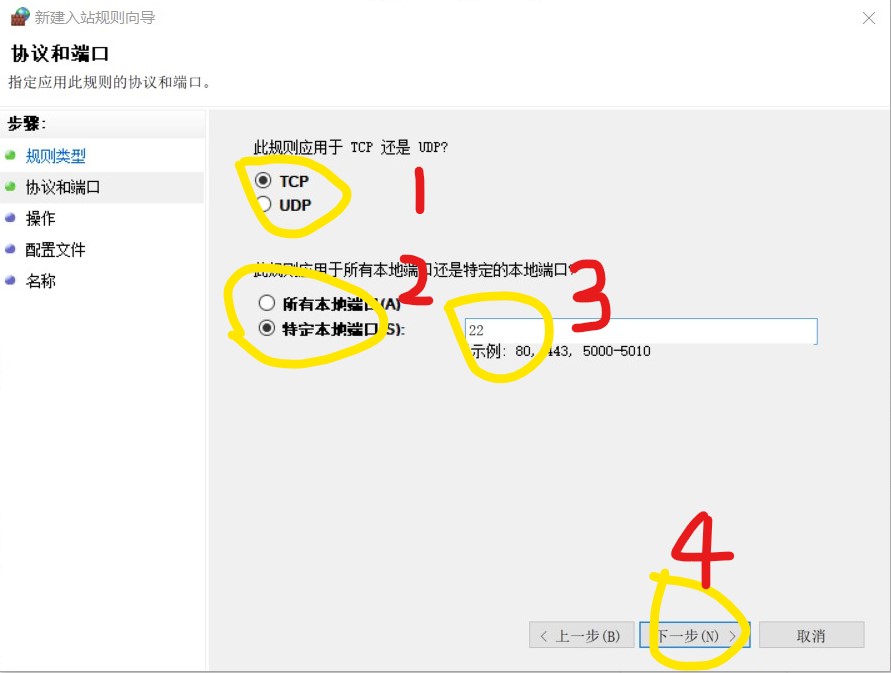 新建入站规则向导
协议和端口
指定应用此规则的协议和端口。
步骤:
规则类型
协议和端口
操作
配置文件
名称
此规则应用于 TCP 还是 UDP?
TCP
UDP
1
此规则应用于所有本地端口还是特定的本地端口?
2
3
所有本地端口(A)
特定本地端口(S):
22
示例: 80, 443, 5000-5010
4
< 上一步(B)
下一步(N) >
取消